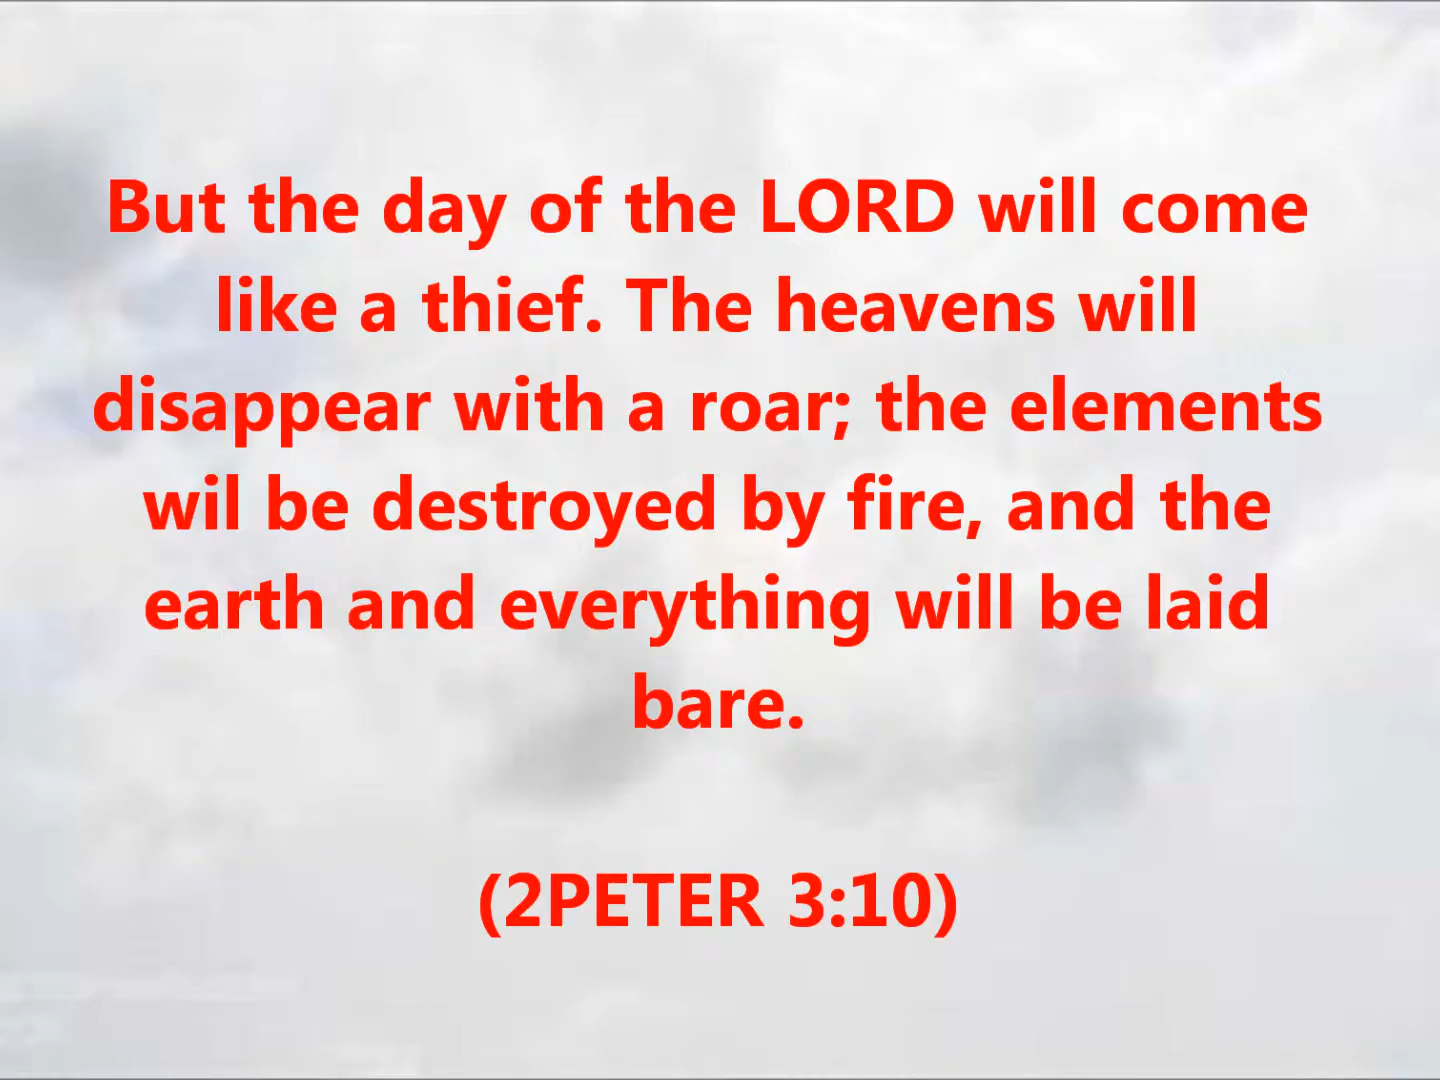 But the day of the LORD will come
like a thief. The heavens will
disappear with a roar; the elements
wil be destroyed by fire, and the
earth and everything will be laid
bare.
(2PETER 3:10)